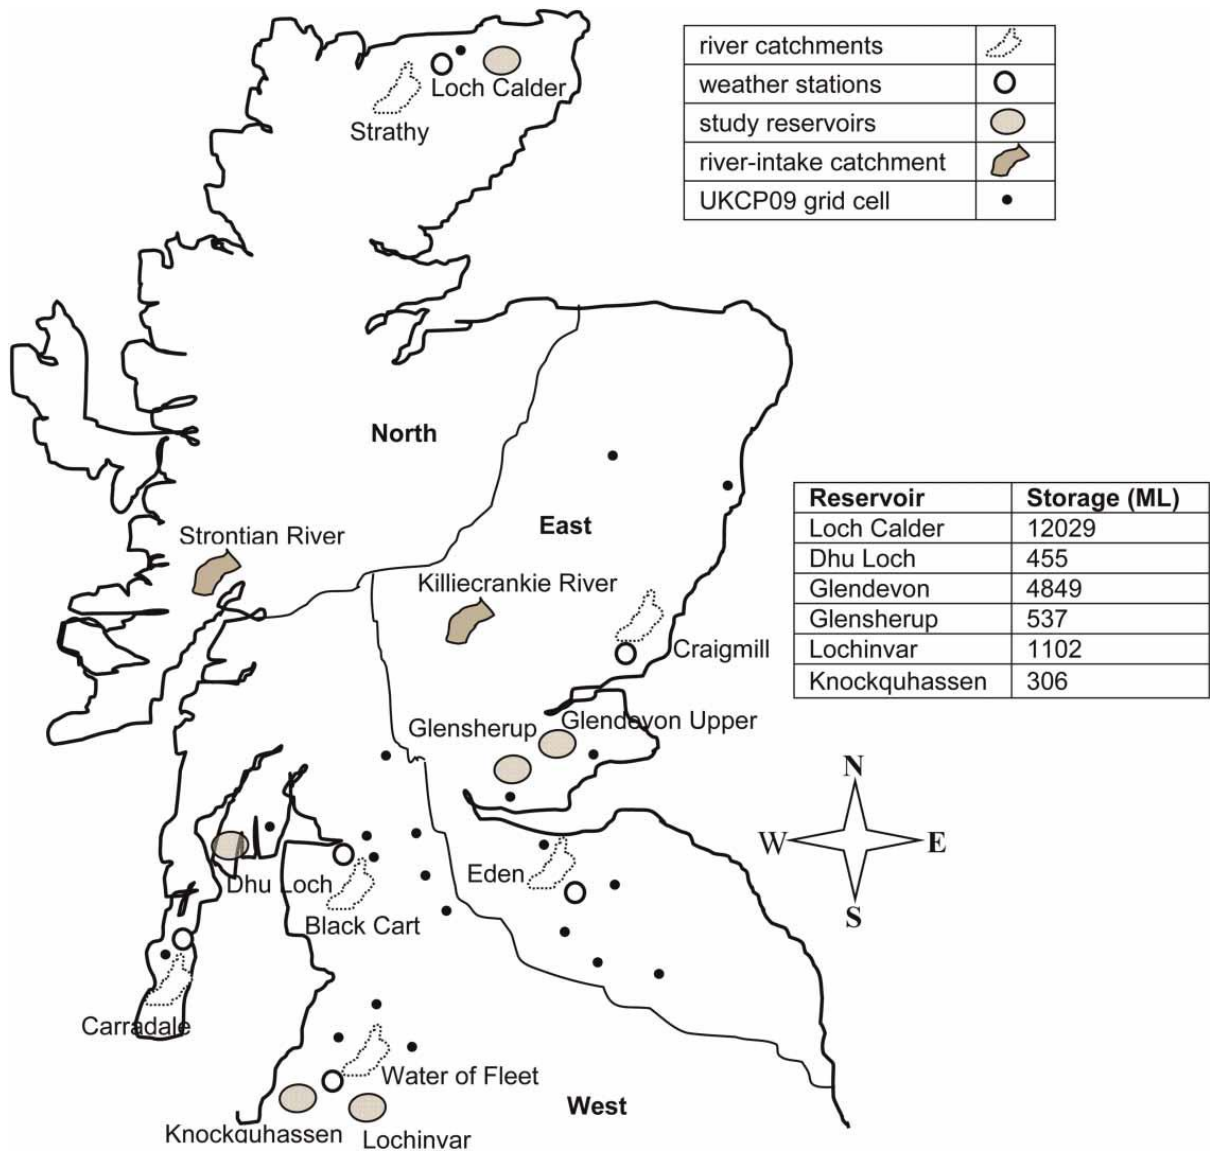 river catchments
weather stations
study reservoirs
river-intake catchment
UKCP09 grid cell
Loch Calder
Strathy
North
East
Strontian River
Killiecrankie River
Craigmill
Reservoir Storage (ML)
Loch Calder 12029
Dhu Loch 455
Glendevon 4849
Glensherup 537
Lochinvar 1102
Knockquhassen 306
Glensherup
Glendevon Upper
N
W
E
S
Dhu Loch
Eden
Black Cart
Carradale
Water of Fleet
West
Knockquhassen
Lochinvar